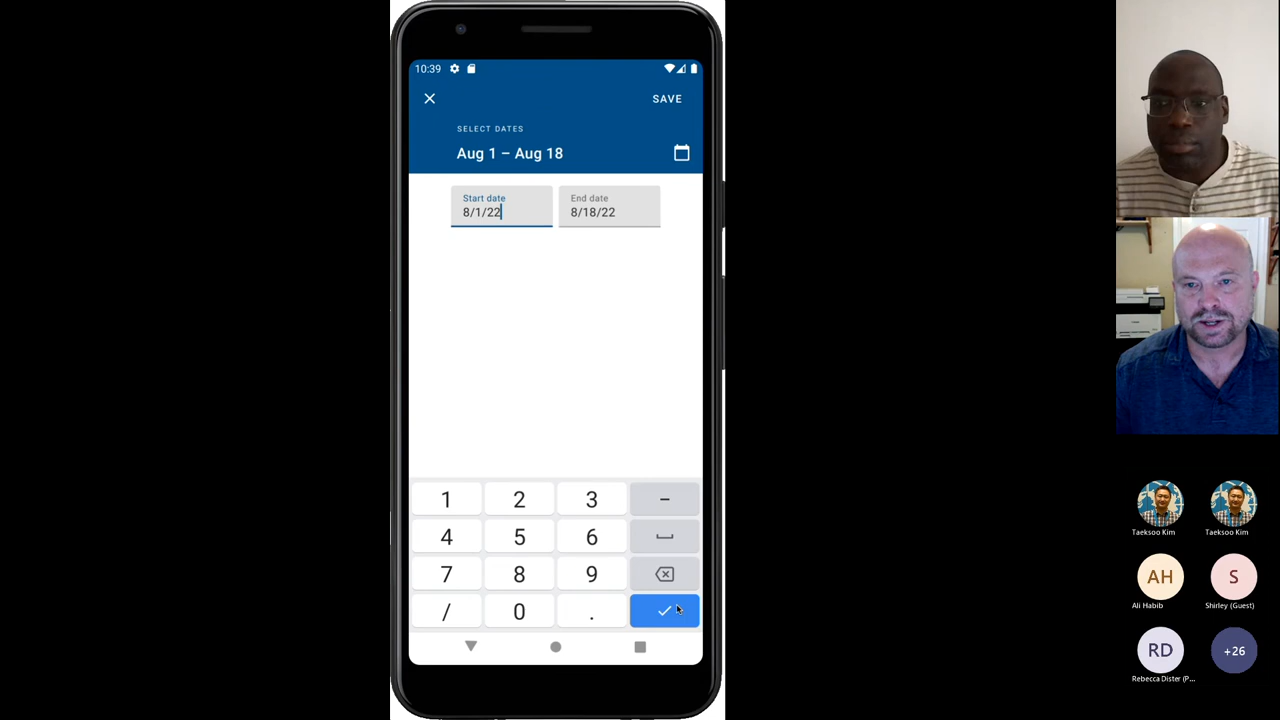 10:39
SAVE
SELECT DATES
Aug 1 – Aug 18
Start date
8/1/22
End date
8/18/22
1 2 3 –
4 5 6
7 8 9
/ 0 .
Taeksoo Kim
Taeksoo Kim
AH
S
Ali Habib
Shirley (Guest)
RD
+26
Rebecca Dister (P...